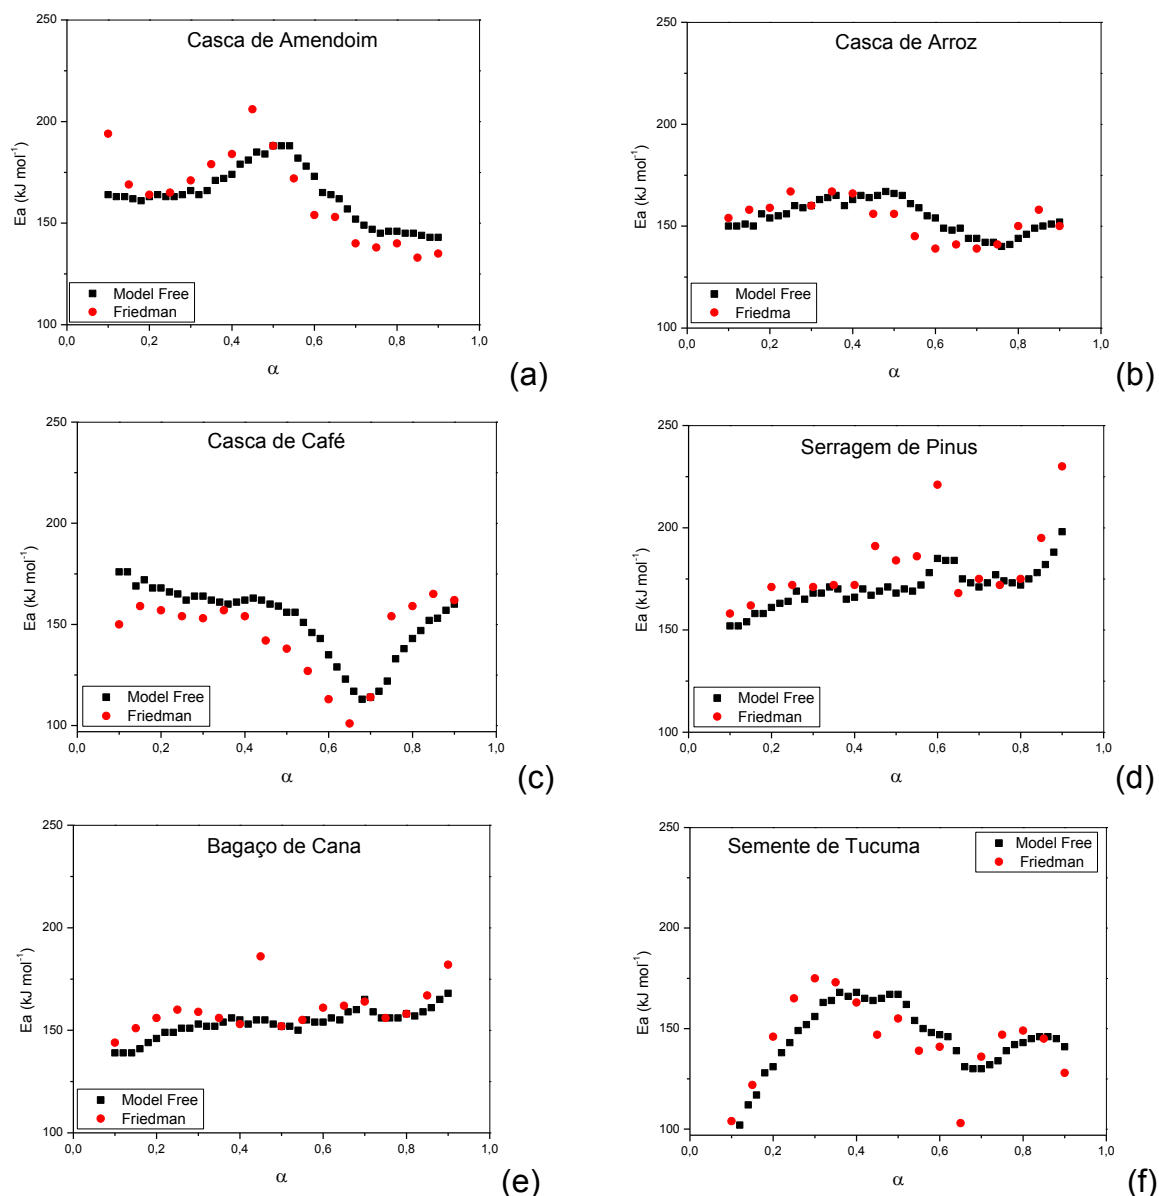 Casca de Amendoim
250
200
150
100
Ea (kJ mol⁻¹)
Model Free
Friedman
0,0 0,2 0,4 0,6 0,8 1,0
α
(a)
Casca de Arroz
250
200
150
100
Ea (kJ mol⁻¹)
Model Free
Friedma
0,0 0,2 0,4 0,6 0,8 1,0
α
(b)
Casca de Café
250
200
150
100
Ea (kJ mol⁻¹)
Model Free
Friedman
0,0 0,2 0,4 0,6 0,8 1,0
α
(c)
Serragem de Pinus
250
200
150
100
Ea (kJ mol⁻¹)
Model Free
Friedman
0,0 0,2 0,4 0,6 0,8 1,0
α
(d)
Bagaço de Cana
250
200
150
100
Ea (kJ mol⁻¹)
Model Free
Friedman
0,0 0,2 0,4 0,6 0,8 1,0
α
(e)
Semente de Tucuma
Model Free
Friedman
250
200
150
100
Ea (kJ mol⁻¹)
0,0 0,2 0,4 0,6 0,8 1,0
α
(f)